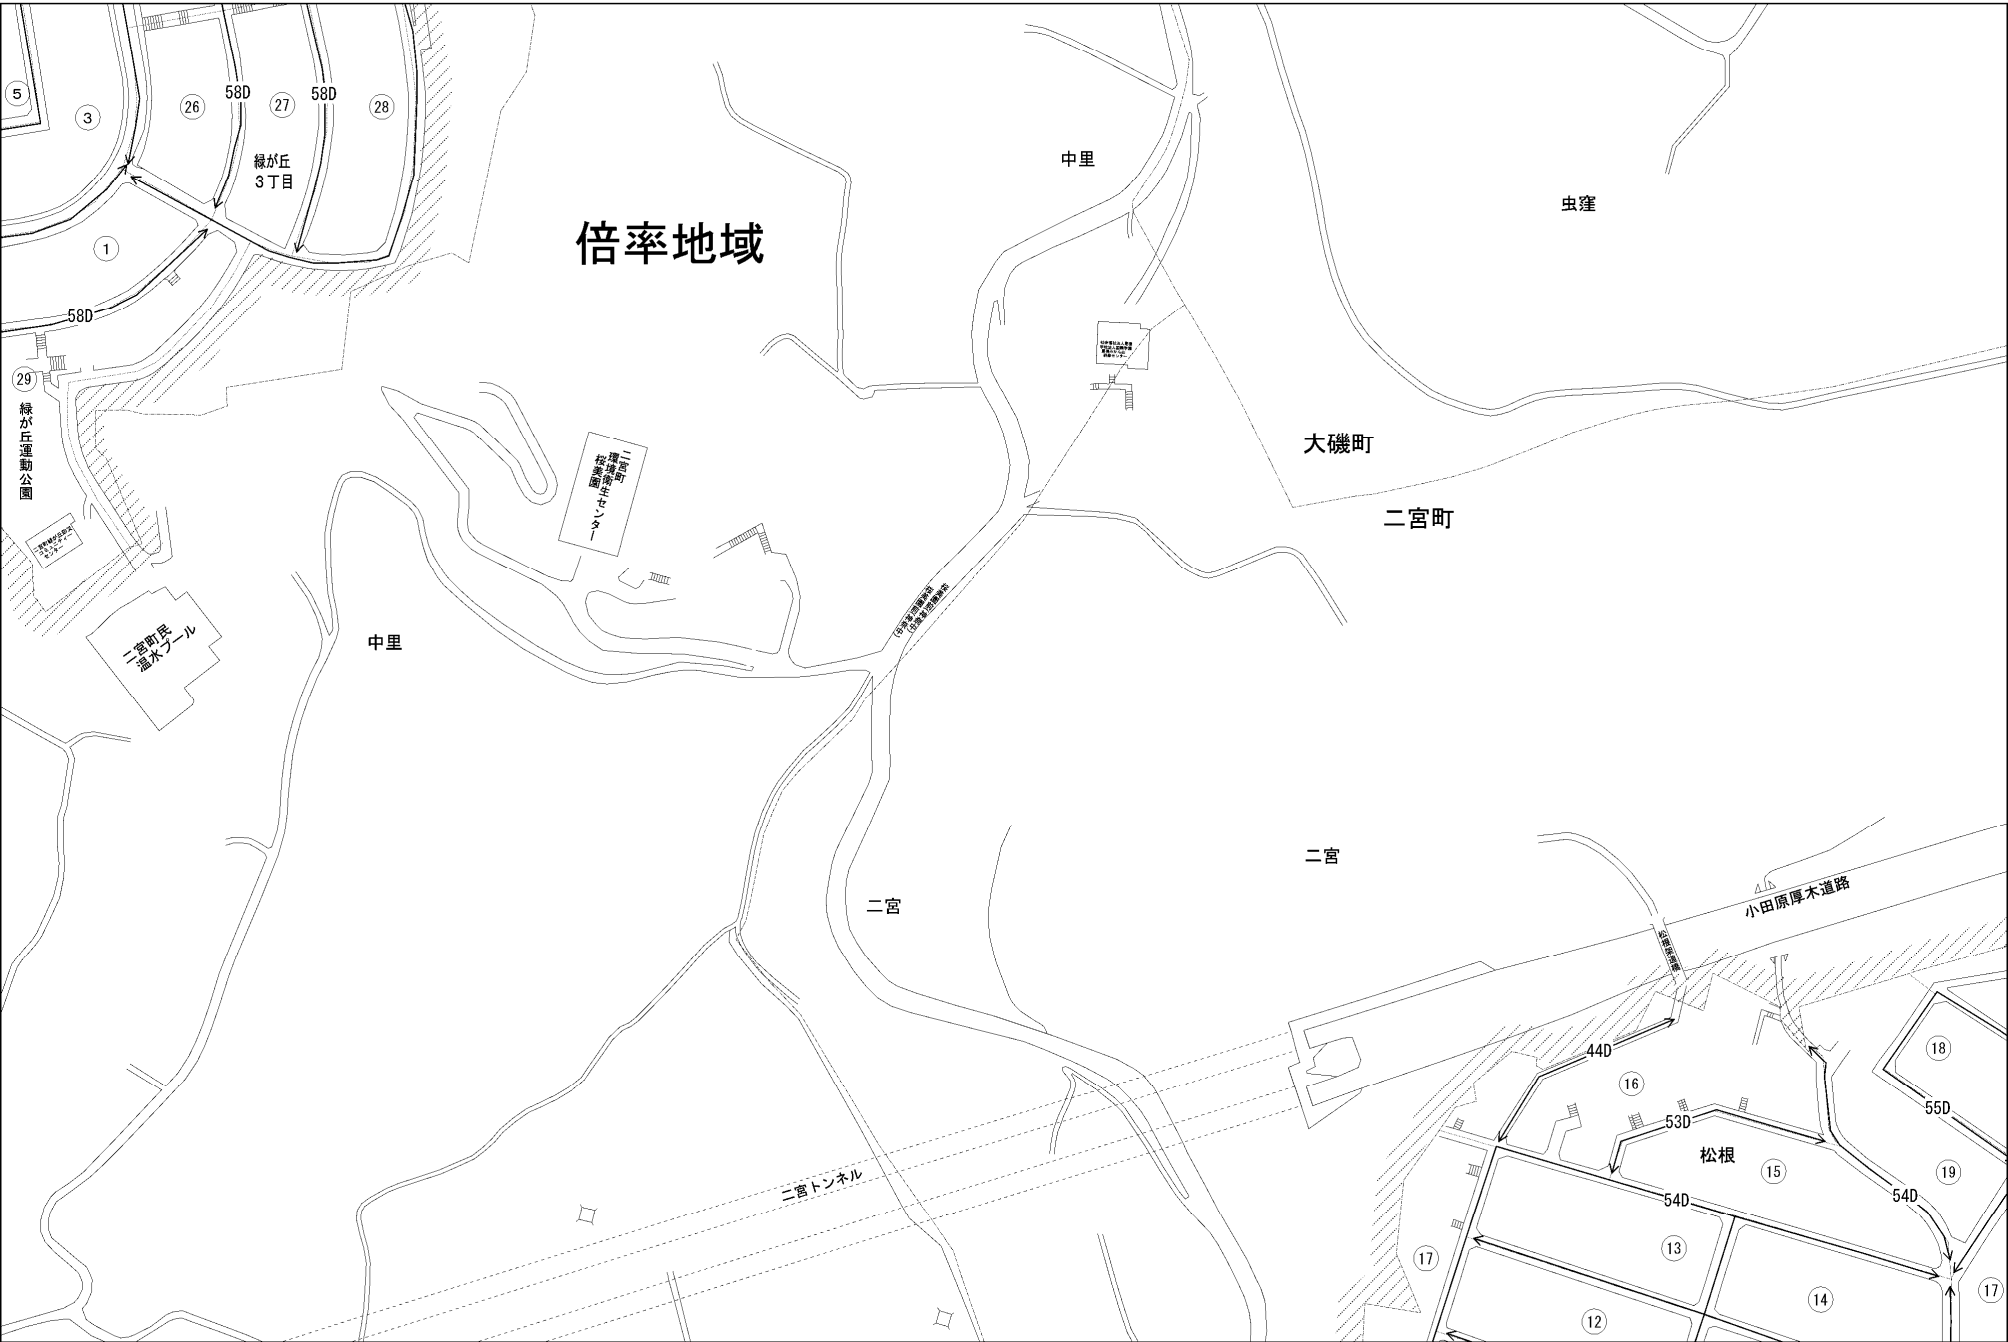 5
3
26
58D
27
58D
28
緑が丘
3丁目
中里
虫窪
倍率地域
1
58D
29
緑が丘運動公園
二宮町
環境衛生センター
桜美園
大磯町
二宮町
二宮町民
温水プール
中里
二宮
二宮
小田原厚木道路
松根架道橋
44D
16
18
55D
53D
松根
15
19
54D
54D
二宮トンネル
17
13
14
17
12